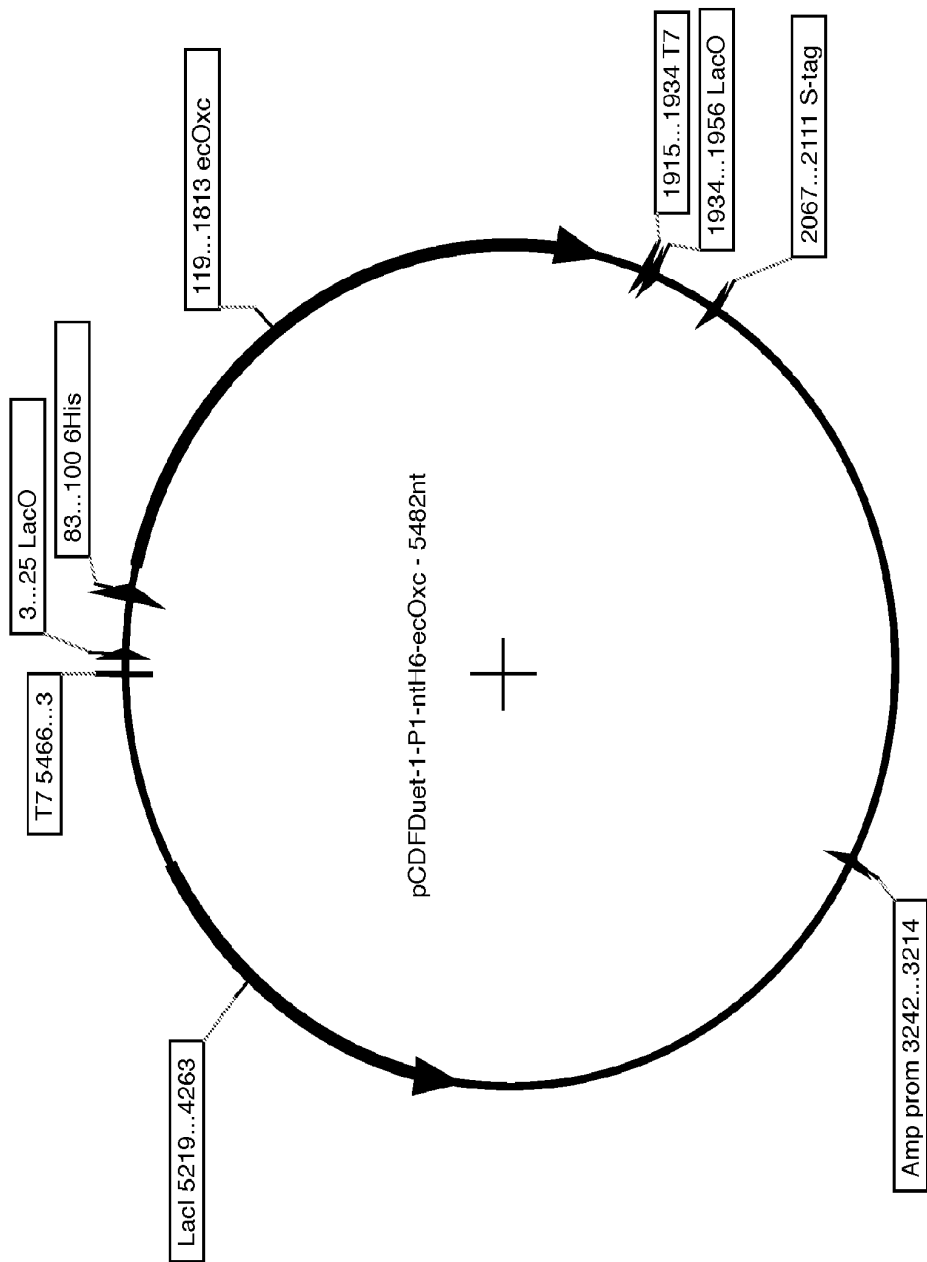 T7 5466...3
3...25 LacO
83...100 6His
119...1813 ecOxc
1915...1934 T7
1934...1956 LacO
2067...2111 S-tag
pCDFDuet-1-P1-ntH6-ecOxc - 5482nt
LacI 5219...4263
Amp prom 3242...3214